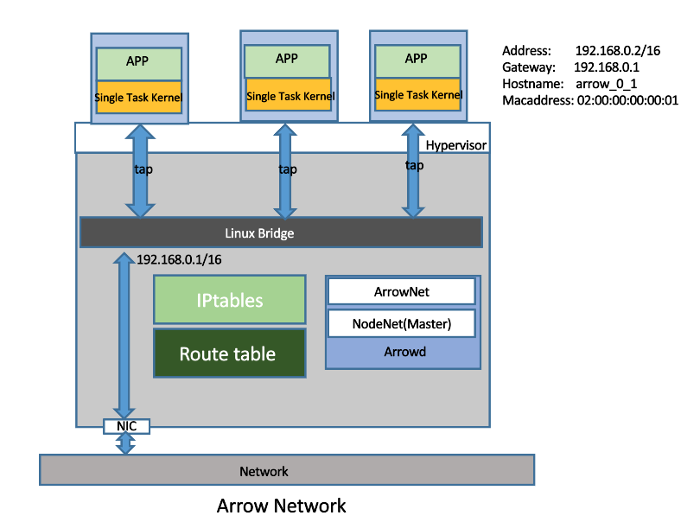 APP
Single Task Kernel
APP
Single Task Kernel
APP
Single Task Kernel
Address: 192.168.0.2/16
Gateway: 192.168.0.1
Hostname: arrow_0_1
Macaddress: 02:00:00:00:00:01
Hypervisor
tap
tap
tap
Linux Bridge
192.168.0.1/16
IPtables
Route table
ArrowNet
NodeNet(Master)
Arrowd
NIC
Network
Arrow Network